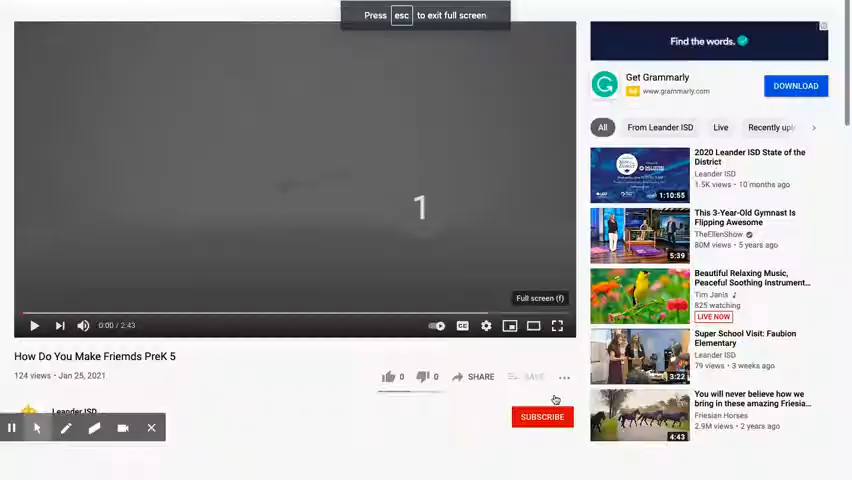 Press esc to exit full screen
1
Full screen (f)
0:00 / 2:43
CC
How Do You Make Friemds PreK 5
124 views • Jan 25, 2021
0
0
SHARE
SAVE
Leander ISD
SUBSCRIBE
Find the words.
Get Grammarly
Ad www.grammarly.com
DOWNLOAD
All
From Leander ISD
Live
Recently upl
2020 Leander ISD State of the
District
Leander ISD
1.5K views • 10 months ago
1:10:55
This 3-Year-Old Gymnast Is
Flipping Awesome
TheEllenShow
80M views • 5 years ago
5:39
Beautiful Relaxing Music,
Peaceful Soothing Instrument...
Tim Janis
825 watching
LIVE NOW
Super School Visit: Faubion
Elementary
Leander ISD
79 views • 3 weeks ago
3:22
You will never believe how we
bring in these amazing Friesia...
Friesian Horses
2.9M views • 2 years ago
4:43